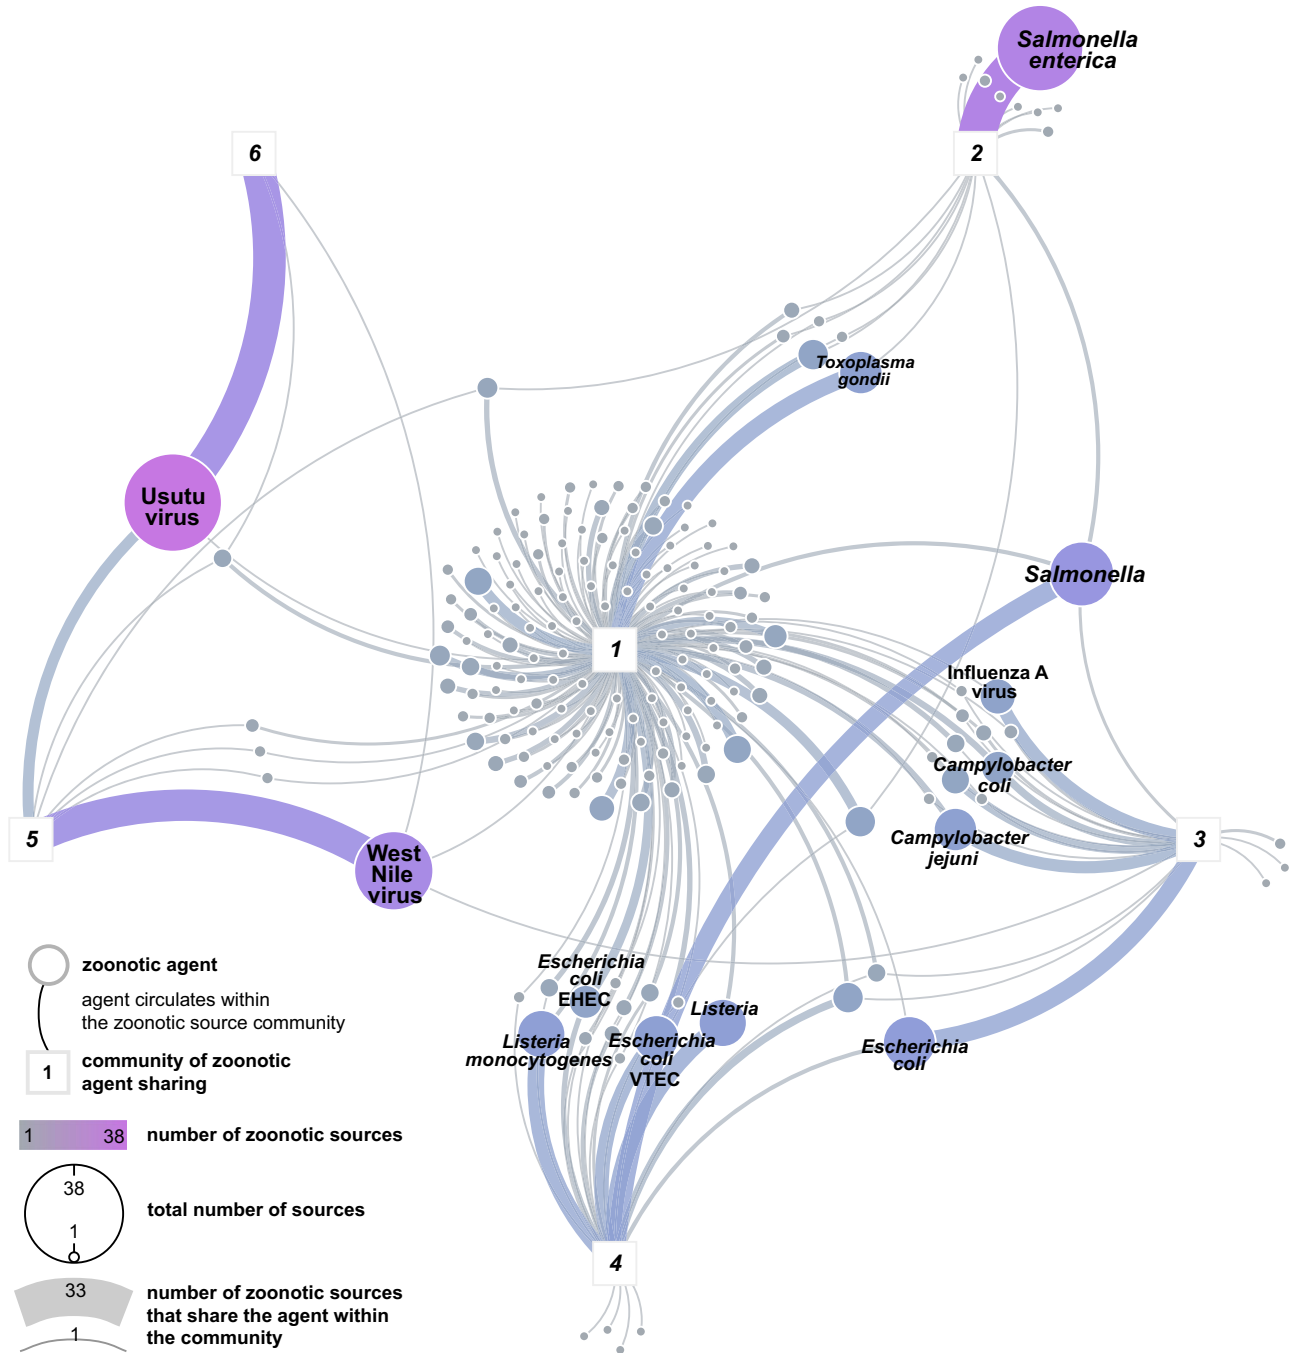 Salmonella
enterica
6
2
Toxoplasma
gondii
Usutu
virus
Salmonella
1
Influenza A
virus
Campylobacter
coli
Campylobacter
jejuni
5
3
West
Nile
virus
Escherichia
coli
EHEC
Listeria
Listeria
monocytogenes
Escherichia
coli
VTEC
Escherichia
coli
4
zoonotic agent
agent circulates within
the zoonotic source community
1
community of zoonotic
agent sharing
1
38
number of zoonotic sources
38
1
total number of sources
33
1
number of zoonotic sources
that share the agent within
the community